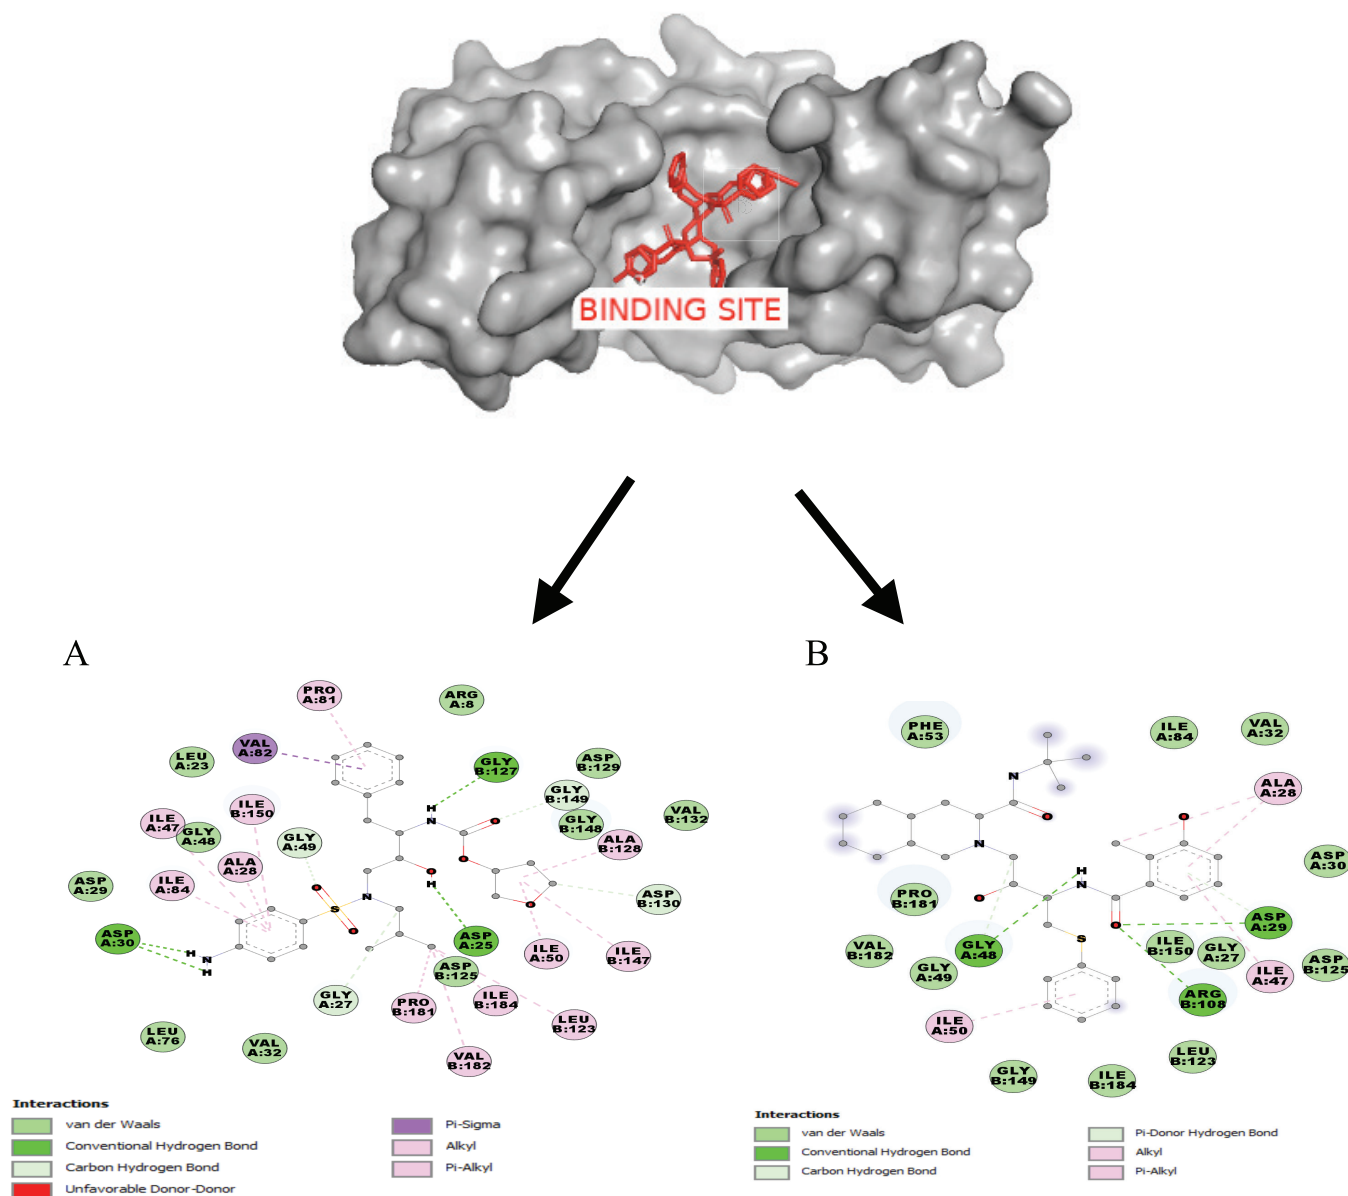 BINDING SITE
A
B
PRO
A:81
ARG
A:8
VAL
A:82
LEU
A:23
GLY
B:127
ASP
B:129
GLY
B:149
ILE
B:150
ILE
A:47
GLY
A:48
GLY
A:49
GLY
B:148
VAL
B:132
ALA
B:128
ALA
A:28
ASP
A:29
ILE
A:84
ASP
B:130
H
N
O
O
O
H
O
S
O
N
O
ASP
A:30
H
N
H
ASP
A:25
ILE
A:50
ILE
B:147
ASP
B:125
GLY
A:27
PRO
B:181
ILE
B:184
LEU
B:123
LEU
A:76
VAL
A:32
VAL
B:182
Interactions
van der Waals
Conventional Hydrogen Bond
Carbon Hydrogen Bond
Unfavorable Donor-Donor
Pi-Sigma
Alkyl
Pi-Alkyl
PHE
A:53
ILE
A:84
VAL
A:32
ALA
A:28
N
O
O
N
H
N
O
O
S
ASP
A:30
PRO
B:181
ASP
A:29
VAL
B:182
GLY
A:48
GLY
A:49
ILE
B:150
GLY
A:27
ASP
B:125
ILE
A:47
ARG
B:108
ILE
A:50
LEU
B:123
GLY
B:149
ILE
B:184
Interactions
van der Waals
Conventional Hydrogen Bond
Carbon Hydrogen Bond
Pi-Donor Hydrogen Bond
Alkyl
Pi-Alkyl